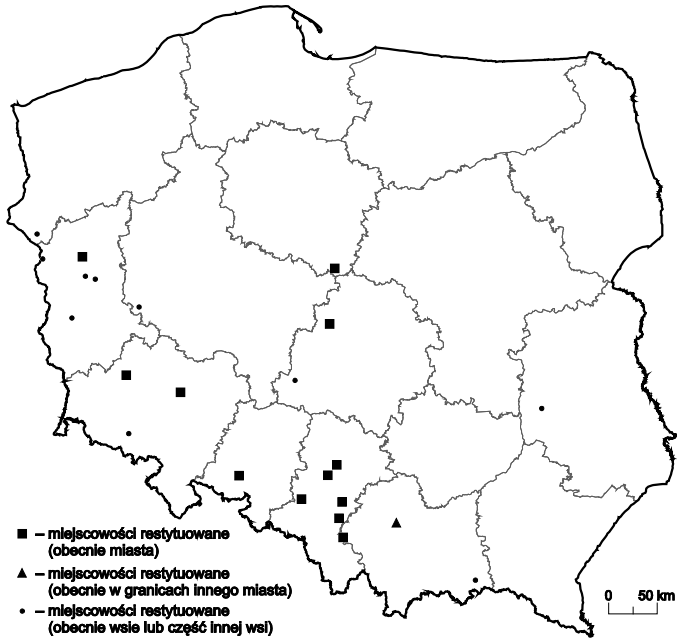 – miejscowości restytuowane
(obecnie miasta)
– miejscowości restytuowane
(obecnie w granicach innego miasta)
– miejscowości restytuowane
(obecnie wsie lub część innej wsi)
0 50 km